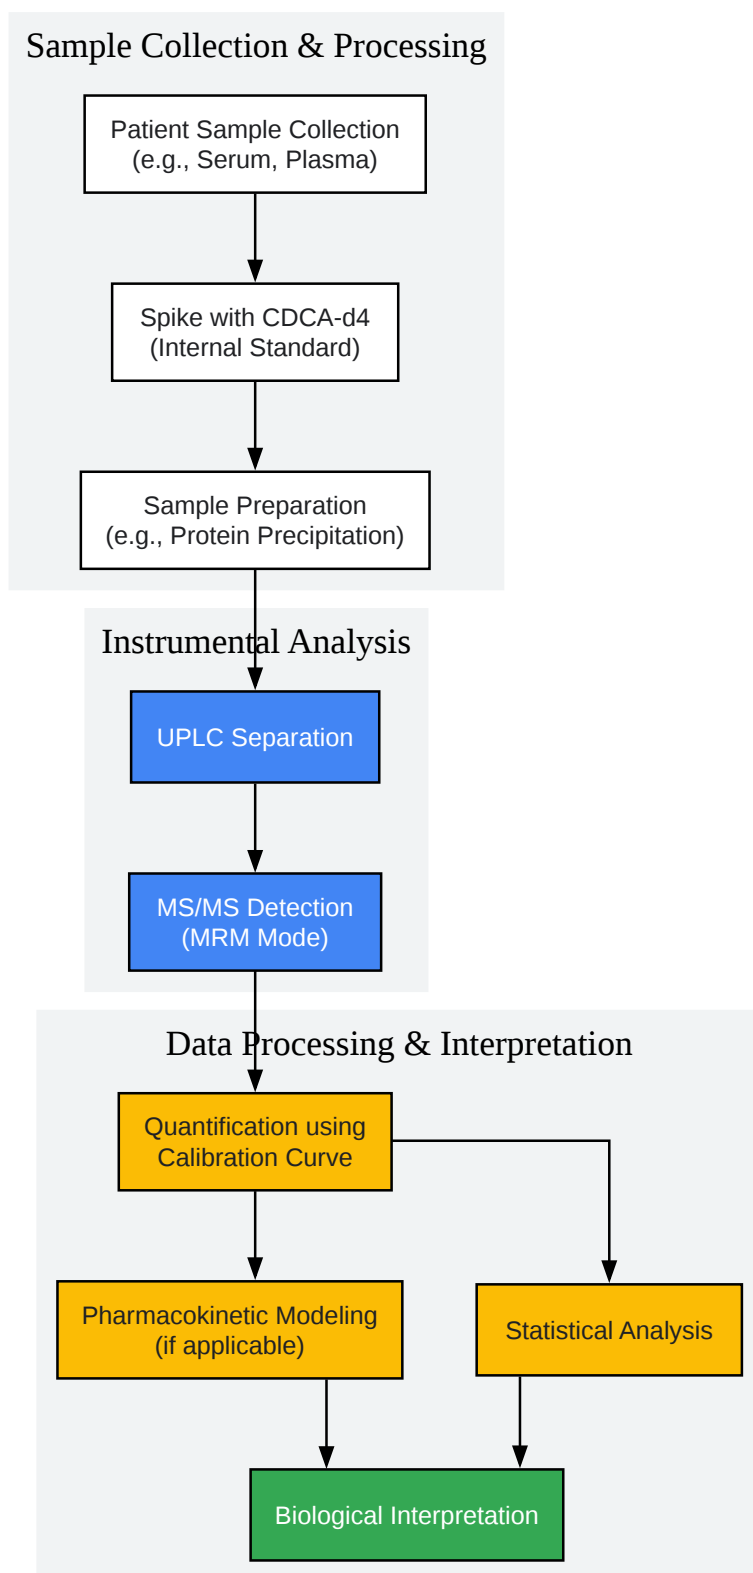 Sample Collection & Processing
Patient Sample Collection
(e.g., Serum, Plasma)
Spike with CDCA-d4
(Internal Standard)
Sample Preparation
(e.g., Protein Precipitation)
Instrumental Analysis
UPLC Separation
MS/MS Detection
(MRM Mode)
Data Processing & Interpretation
Quantification using
Calibration Curve
Pharmacokinetic Modeling
(if applicable)
Statistical Analysis
Biological Interpretation